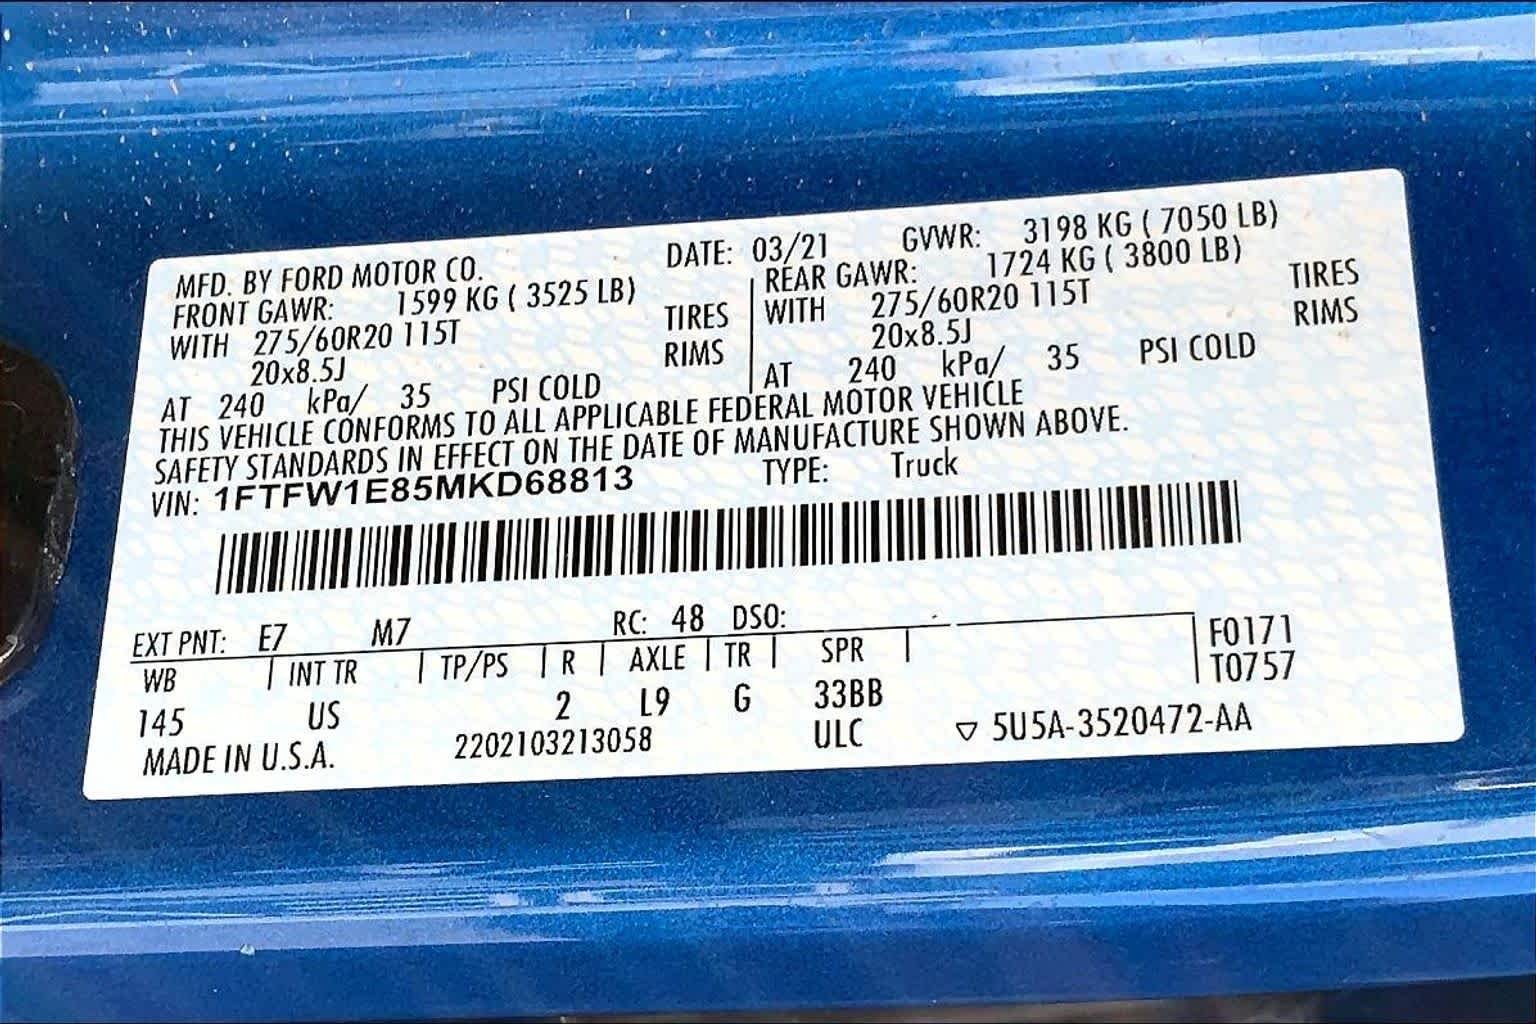 MFD. BY FORD MOTOR CO. DATE: 03/21 GVWR: 3198 KG ( 7050 LB)
FRONT GAWR: 1599 KG ( 3525 LB) REAR GAWR: 1724 KG ( 3800 LB)
WITH 275/60R20 115T TIRES WITH 275/60R20 115T TIRES
20x8.5J RIMS 20x8.5J RIMS
AT 240 kPa/ 35 PSI COLD AT 240 kPa/ 35 PSI COLD
THIS VEHICLE CONFORMS TO ALL APPLICABLE FEDERAL MOTOR VEHICLE
SAFETY STANDARDS IN EFFECT ON THE DATE OF MANUFACTURE SHOWN ABOVE.
VIN: 1FTFW1E85MKD68813 TYPE: Truck
EXT PNT: E7 M7 RC: 48 DSO:
WB INT TR TP/PS R AXLE TR SPR F0171
145 US 2 L9 G 33BB T0757
MADE IN U.S.A. 2202103213058 ULC ▽ 5U5A-3520472-AA